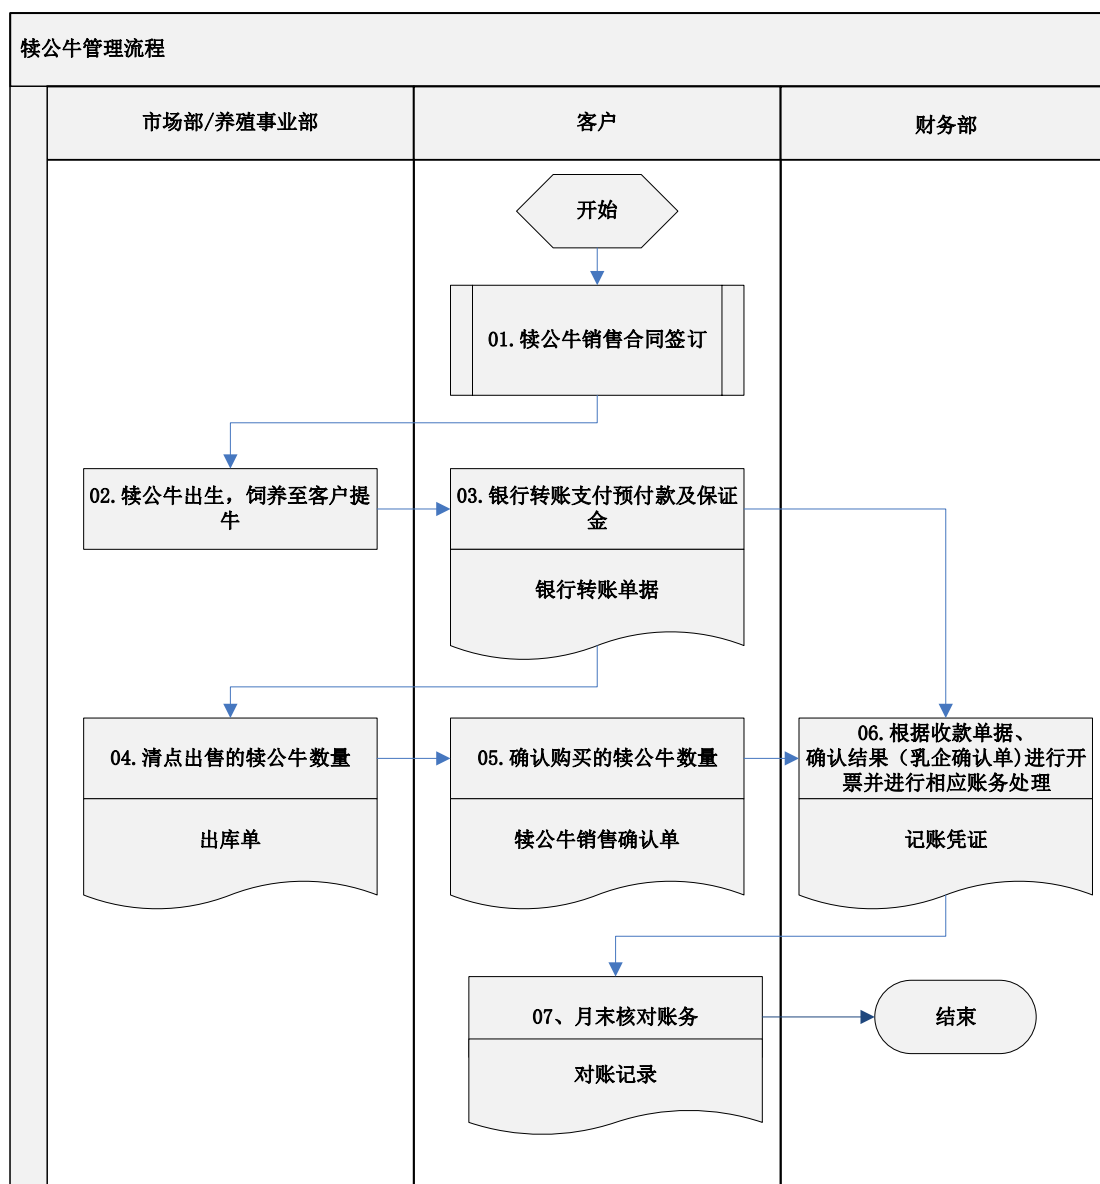 犊公牛管理流程
市场部/养殖事业部
客户
财务部
开始
01.犊公牛销售合同签订
02.犊公牛出生，饲养至客户提
牛
03.银行转账支付预付款及保证
金
银行转账单据
04.清点出售的犊公牛数量
出库单
05.确认购买的犊公牛数量
犊公牛销售确认单
06.根据收款单据、
确认结果（乳企确认单)进行开
票并进行相应账务处理
记账凭证
07、月末核对账务
对账记录
结束